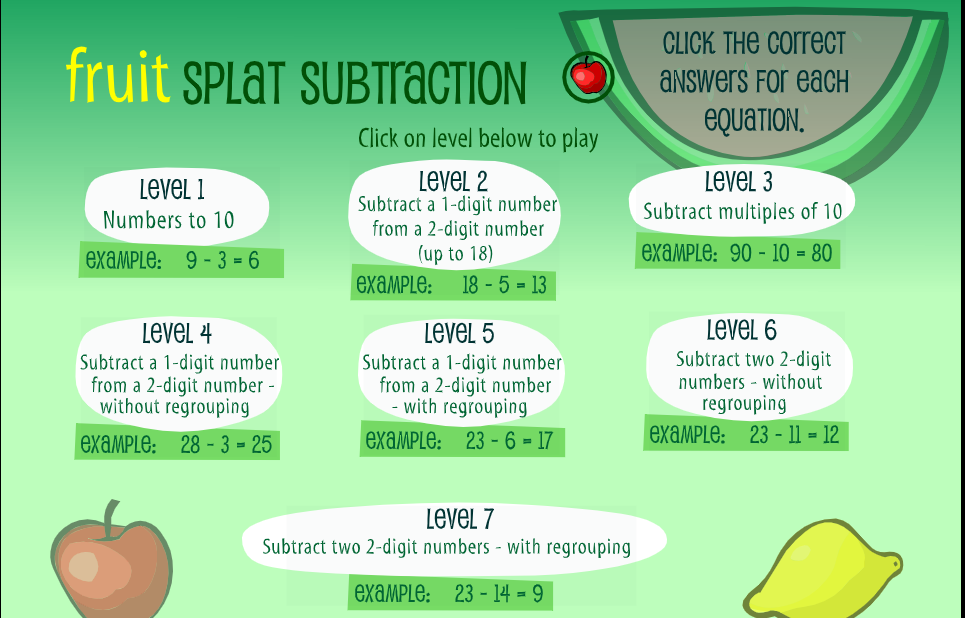 fruit SPLAT SUBTRACTION
CLICK THE CORRECT
ANSWERS FOR EACH
EQUATION.
Click on level below to play
LEVEL 1
Numbers to 10
EXAMPLE: 9 - 3 = 6
LEVEL 2
Subtract a 1-digit number
from a 2-digit number
(up to 18)
EXAMPLE: 18 - 5 = 13
LEVEL 3
Subtract multiples of 10
EXAMPLE: 90 - 10 = 80
LEVEL 4
Subtract a 1-digit number
from a 2-digit number -
without regrouping
EXAMPLE: 28 - 3 = 25
LEVEL 5
Subtract a 1-digit number
from a 2-digit number
- with regrouping
EXAMPLE: 23 - 6 = 17
LEVEL 6
Subtract two 2-digit
numbers - without
regrouping
EXAMPLE: 23 - 11 = 12
LEVEL 7
Subtract two 2-digit numbers - with regrouping
EXAMPLE: 23 - 14 = 9